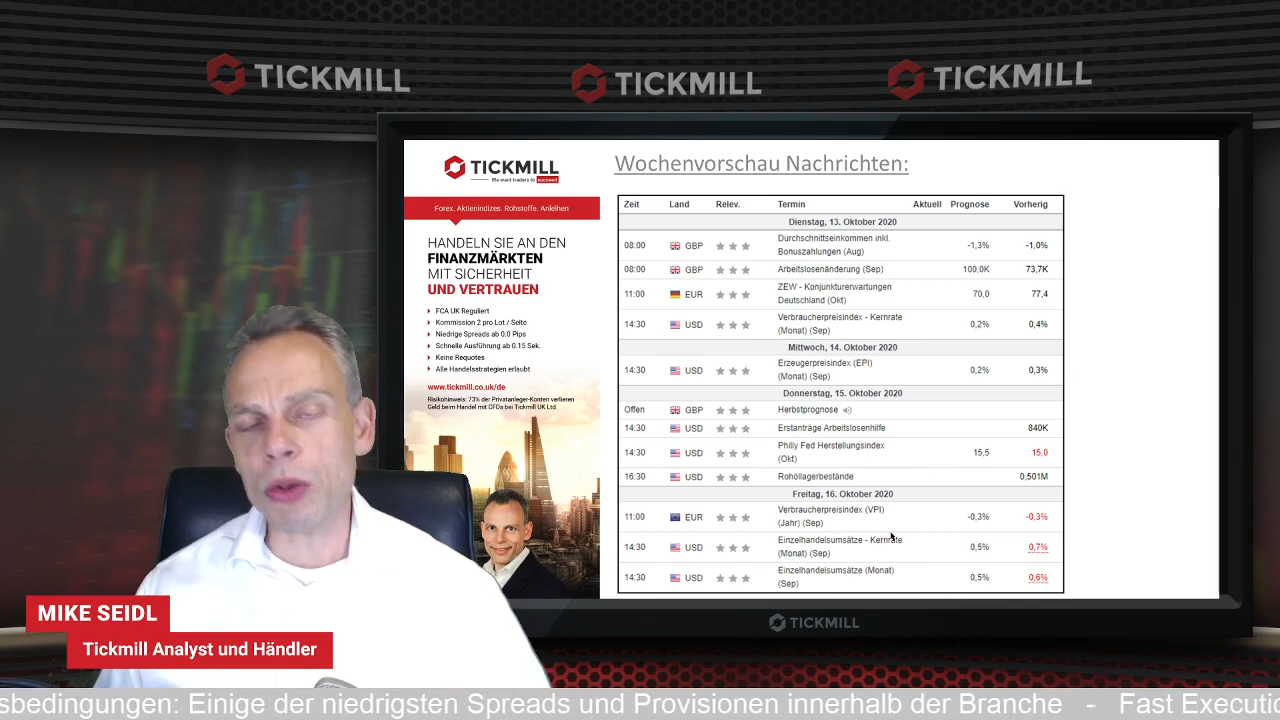 TICKMILL
TICKMILL
TICKMILL
TICKMILL
We want traders to succeed
Forex. Aktienindizes. Rohstoffe. Anleihen
HANDELN SIE AN DEN
FINANZMÄRKTEN
MIT SICHERHEIT
UND VERTRAUEN
FCA UK Reguliert
Kommission 2 pro Lot / Seite
Niedrige Spreads ab 0.0 Pips
Schnelle Ausführung ab 0.15 Sek.
Keine Requotes
Alle Handelsstrategien erlaubt
www.tickmill.co.uk/de
Risikohinweis: 73% der Privatanleger-Konten verlieren
Geld beim Handel mit CFDs bei Tickmill UK Ltd.
Wochenvorschau Nachrichten:
Zeit Land Relev. Termin Aktuell Prognose Vorherig
Dienstag, 13. Oktober 2020
08:00 GBP Durchschnittseinkommen inkl. -1,3% -1,0%
Bonuszahlungen (Aug)
08:00 GBP Arbeitslosenänderung (Sep) 100,0K 73,7K
11:00 EUR ZEW - Konjunkturerwartungen 70,0 77,4
Deutschland (Okt)
14:30 USD Verbraucherpreisindex - Kernrate 0,2% 0,4%
(Monat) (Sep)
Mittwoch, 14. Oktober 2020
14:30 USD Erzeugerpreisindex (EPI) 0,2% 0,3%
(Monat) (Sep)
Donnerstag, 15. Oktober 2020
Offen GBP Herbstprognose
14:30 USD Erstanträge Arbeitslosenhilfe 840K
14:30 USD Philly Fed Herstellungsindex 15,5 15,0
(Okt)
16:30 USD Rohöllagerbestände 0,501M
Freitag, 16. Oktober 2020
11:00 EUR Verbraucherpreisindex (VPI) -0,3% -0,3%
(Jahr) (Sep)
14:30 USD Einzelhandelsumsätze - Kernrate 0,5% 0,7%
(Monat) (Sep)
14:30 USD Einzelhandelsumsätze (Monat) 0,5% 0,6%
(Sep)
TICKMILL
MIKE SEIDL
Tickmill Analyst und Händler
sbedingungen: Einige der niedrigsten Spreads und Provisionen innerhalb der Branche - Fast Executio